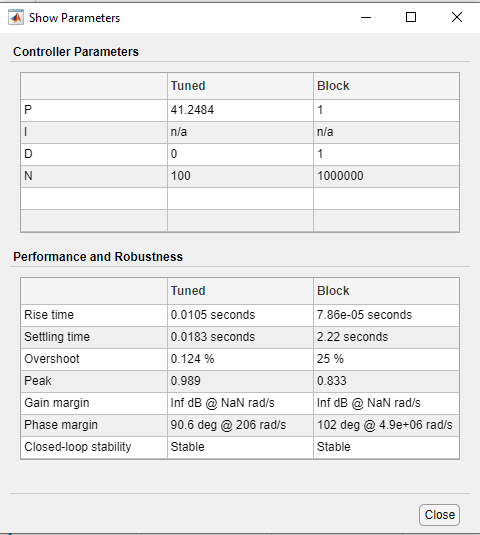 Show Parameters
Controller Parameters
Tuned Block
P 41.2484 1
I n/a n/a
D 0 1
N 100 1000000
Performance and Robustness
Tuned Block
Rise time 0.0105 seconds 7.86e-05 seconds
Settling time 0.0183 seconds 2.22 seconds
Overshoot 0.124 % 25 %
Peak 0.989 0.833
Gain margin Inf dB @ NaN rad/s Inf dB @ NaN rad/s
Phase margin 90.6 deg @ 206 rad/s 102 deg @ 4.9e+06 rad/s
Closed-loop stability Stable Stable
Close